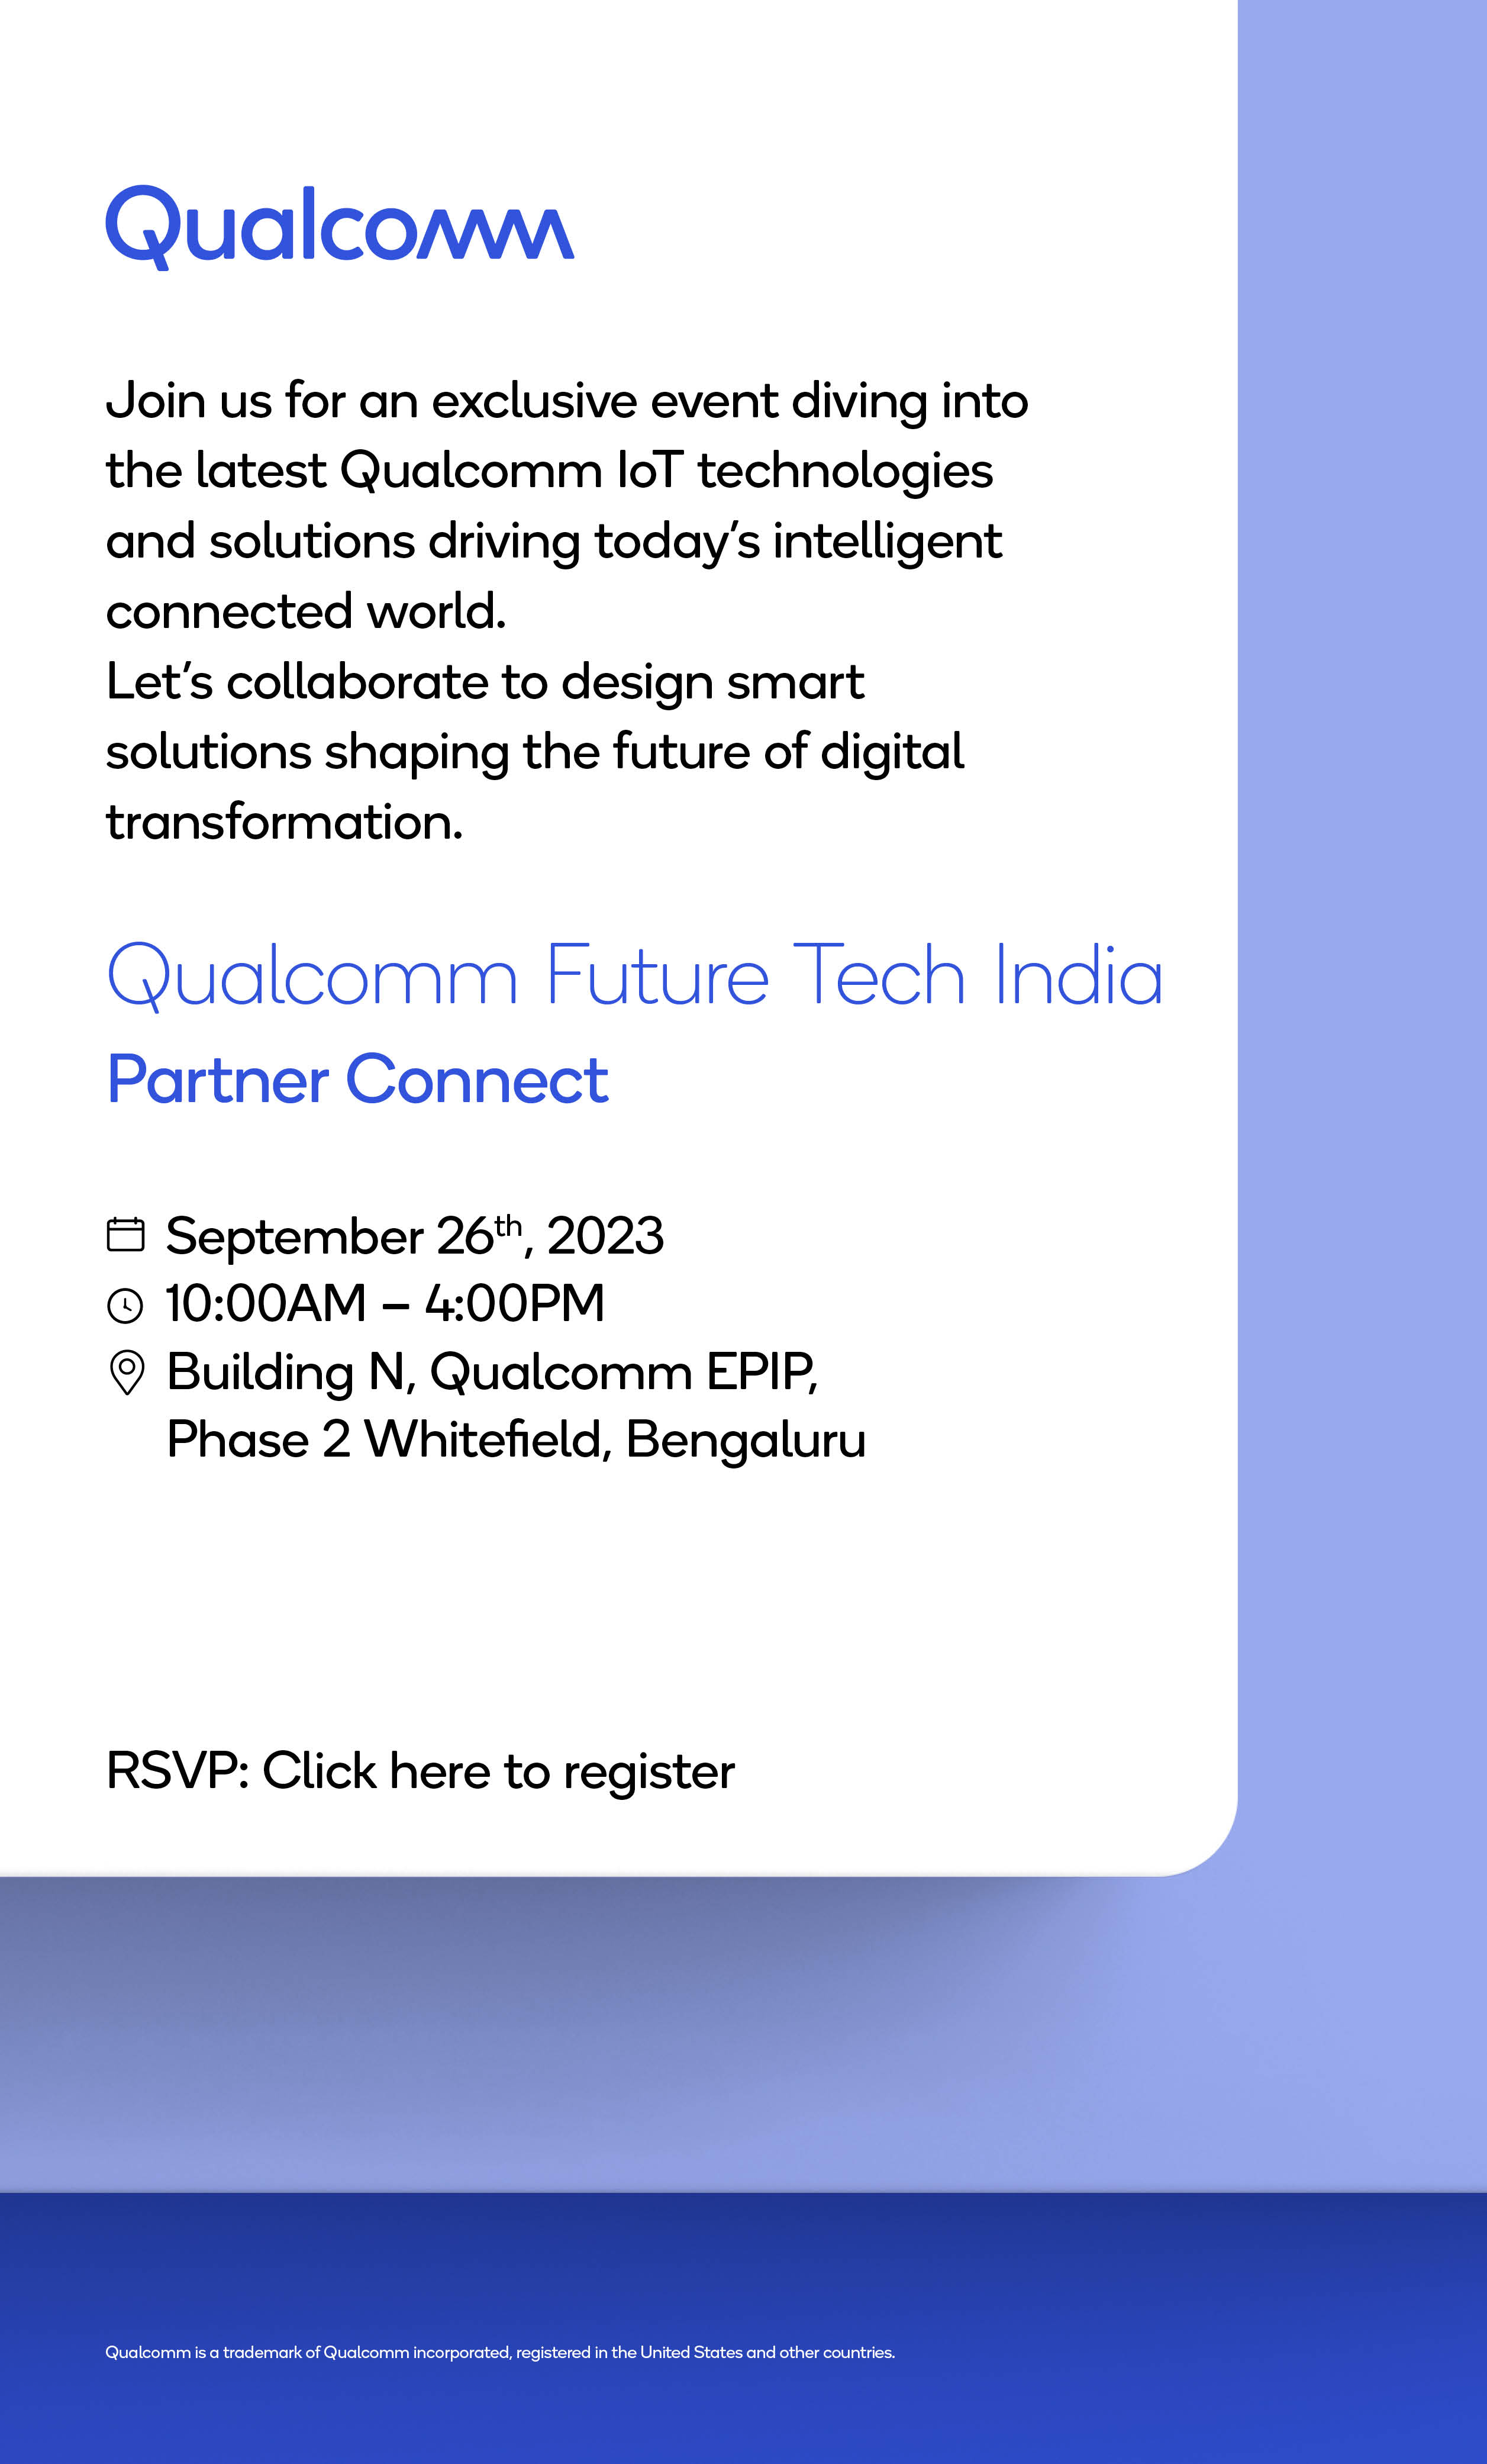 Qualcomm
Join us for an exclusive event diving into
the latest Qualcomm IoT technologies
and solutions driving today’s intelligent
connected world.
Let’s collaborate to design smart
solutions shaping the future of digital
transformation.
Qualcomm Future Tech India
Partner Connect
September 26th, 2023
10:00AM – 4:00PM
Building N, Qualcomm EPIP,
Phase 2 Whitefield, Bengaluru
RSVP: Click here to register
Qualcomm is a trademark of Qualcomm incorporated, registered in the United States and other countries.